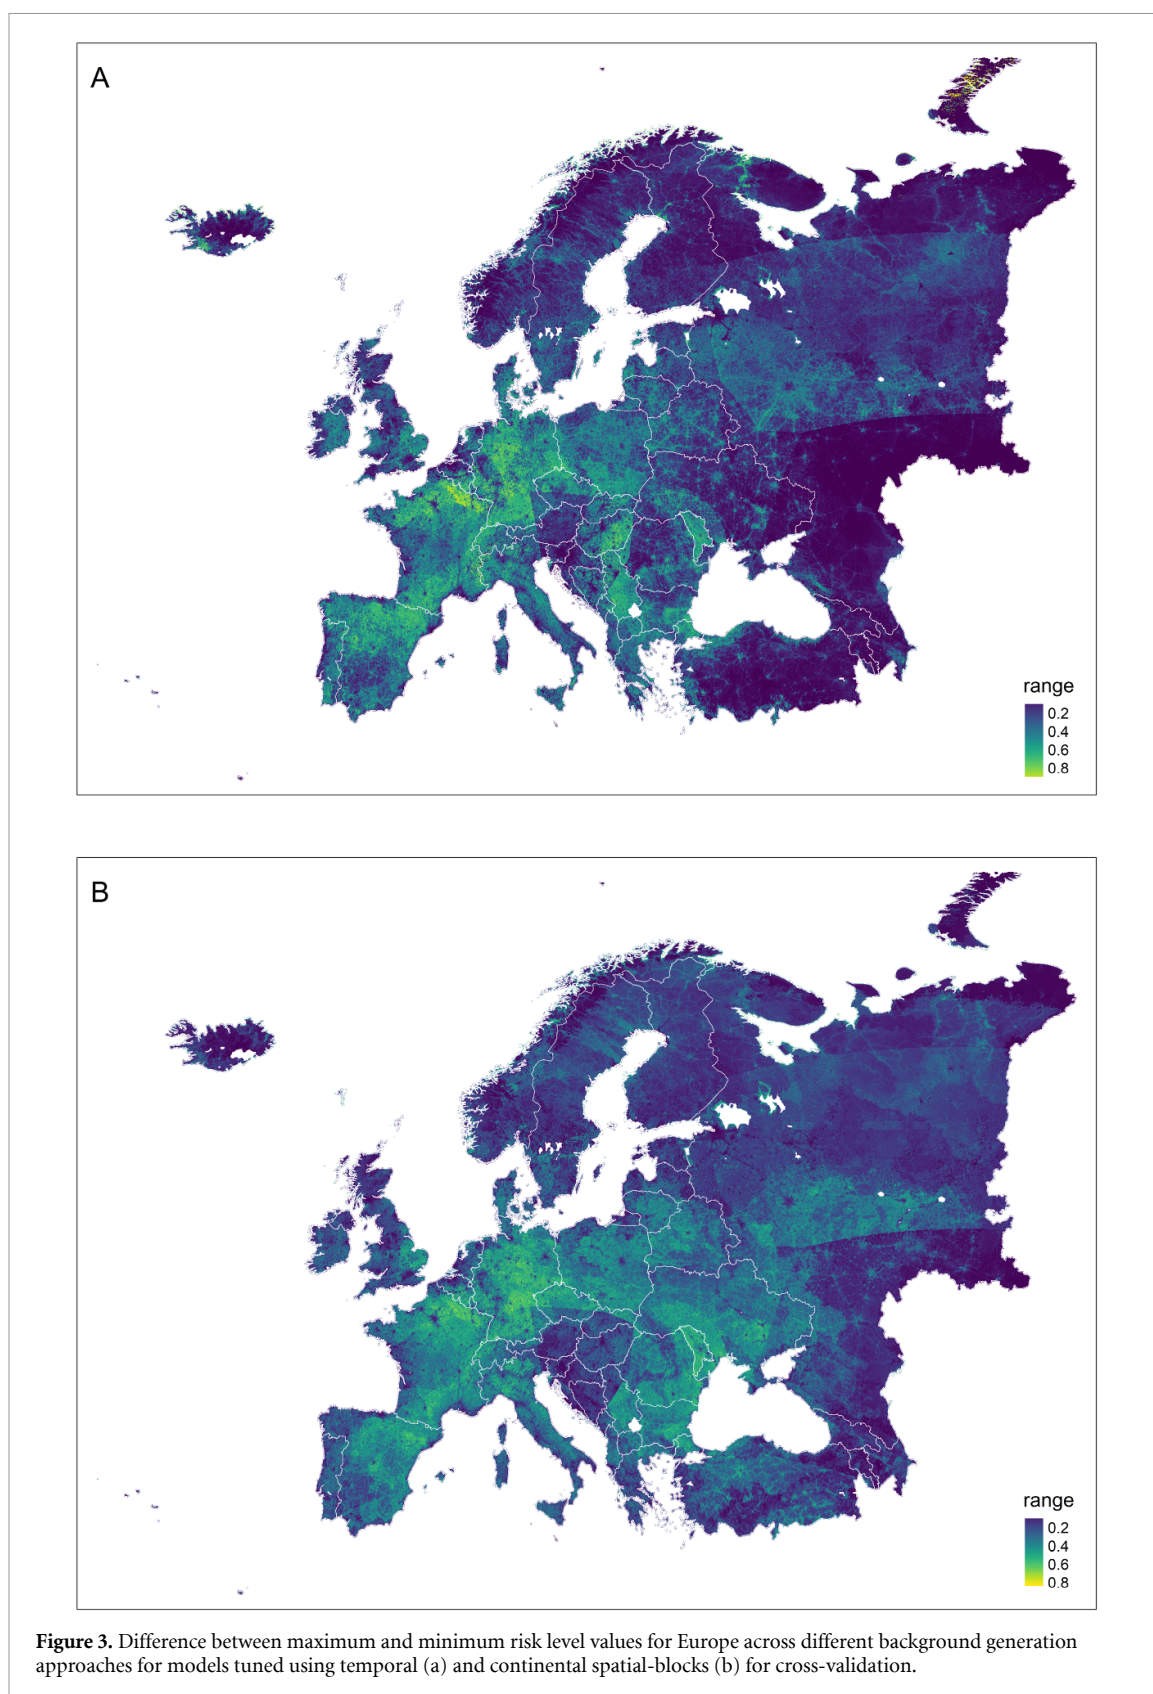 A
range
0.2
0.4
0.6
0.8
B
range
0.2
0.4
0.6
0.8
Figure 3. Difference between maximum and minimum risk level values for Europe across different background generation
approaches for models tuned using temporal (a) and continental spatial-blocks (b) for cross-validation.